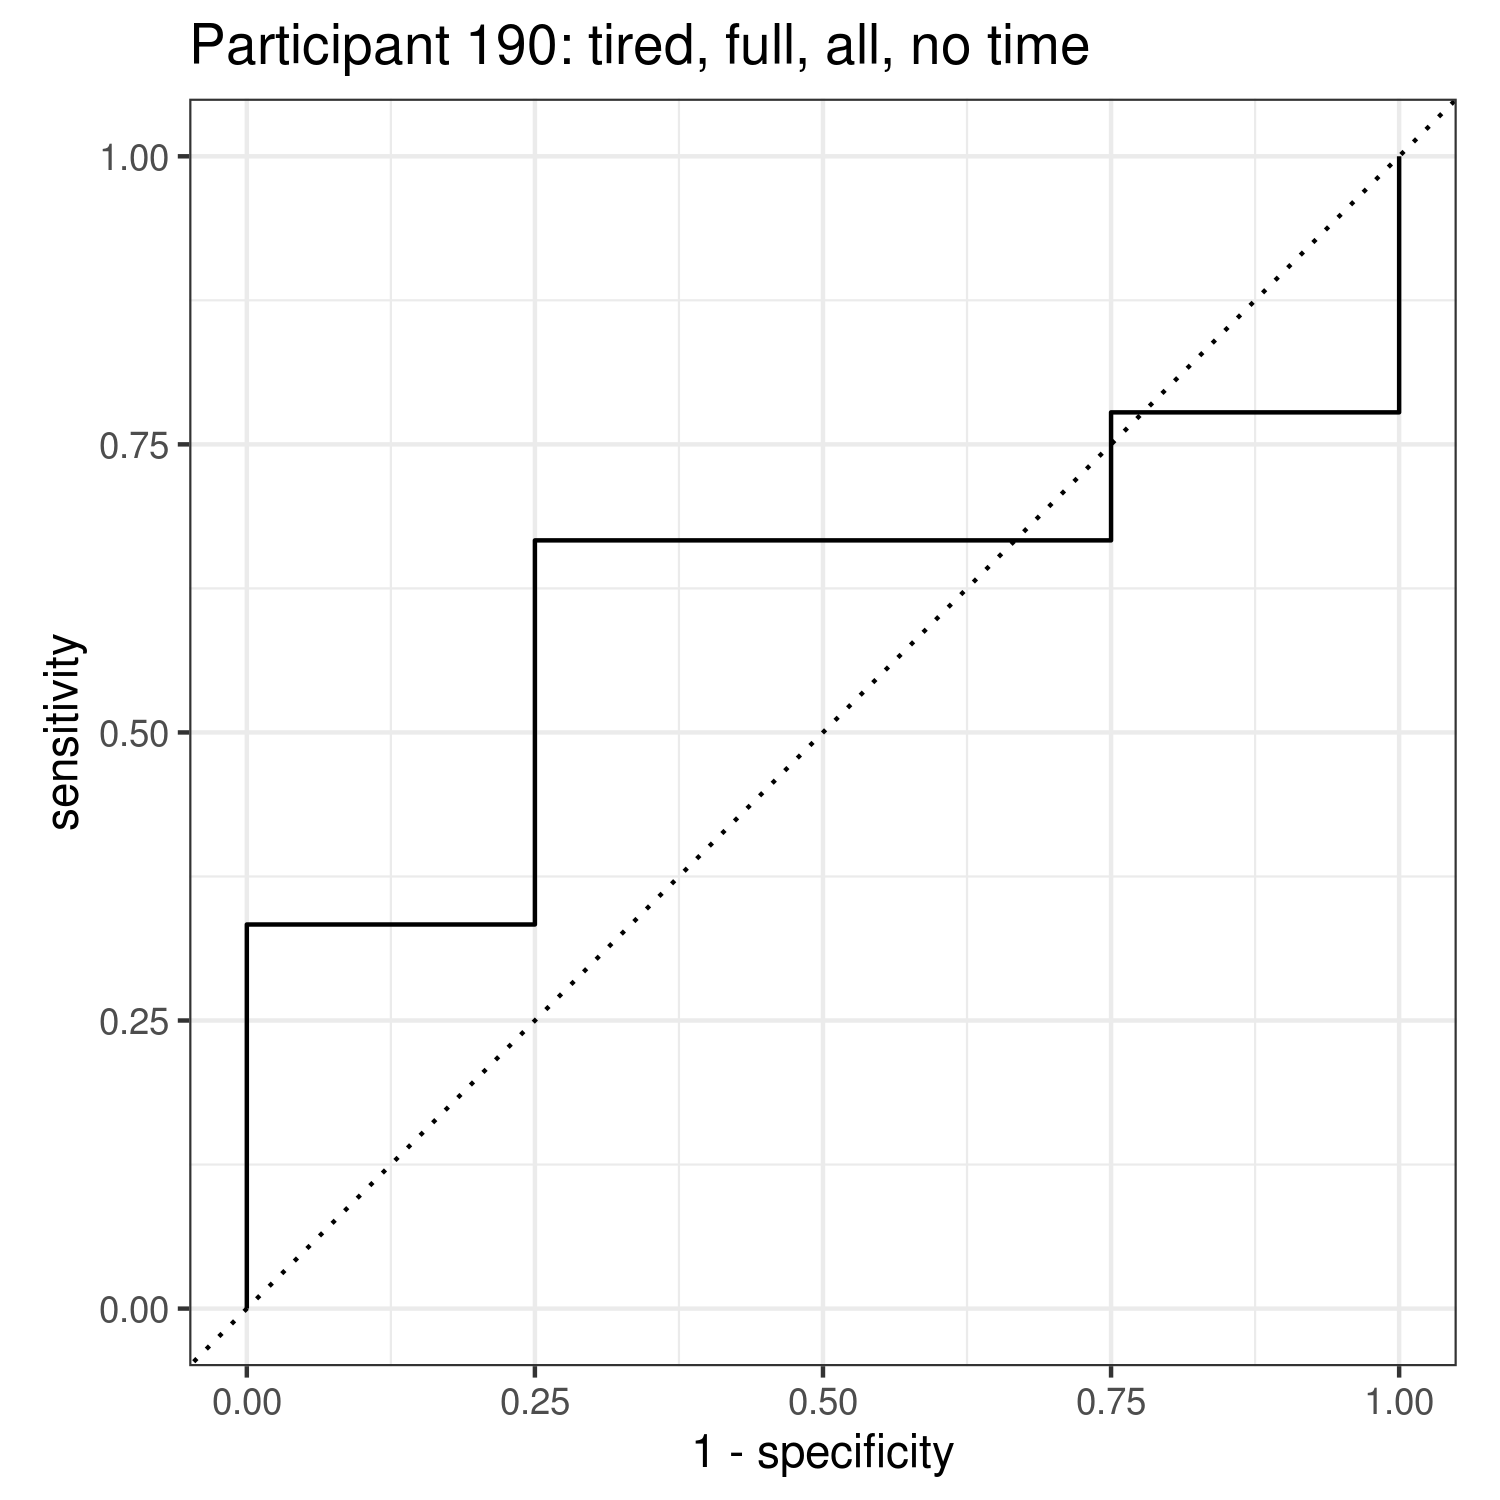 Participant 190: tired, full, all, no time
1.00
0.75
0.50
0.25
0.00
sensitivity
0.00 0.25 0.50 0.75 1.00
1 - specificity